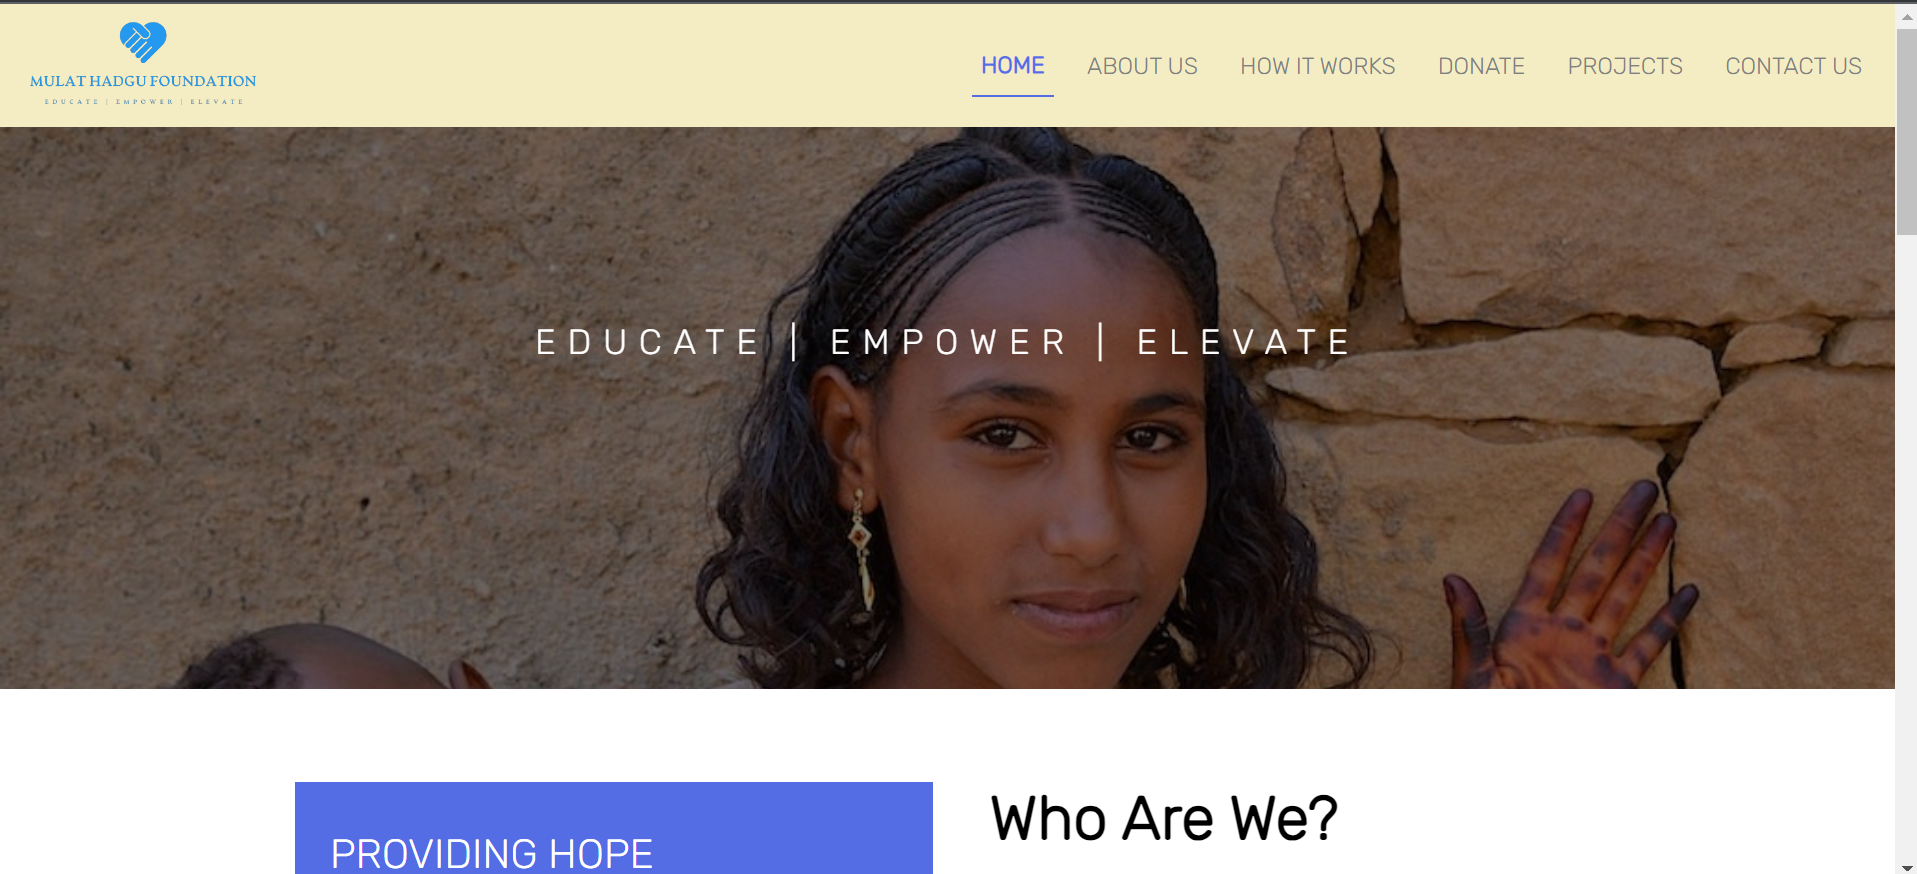 MULAT HADGU FOUNDATION
EDUCATE | EMPOWER | ELEVATE
HOME ABOUT US HOW IT WORKS DONATE PROJECTS CONTACT US
EDUCATE | EMPOWER | ELEVATE
PROVIDING HOPE
Who Are We?